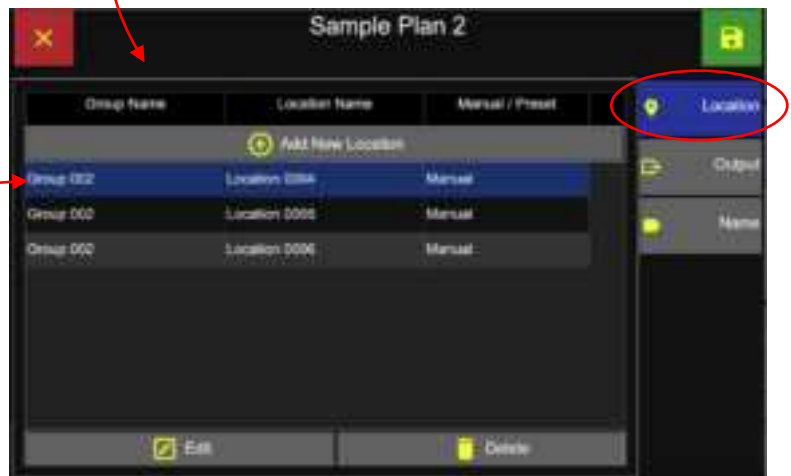 Sample Plan 2
Group Name Location Name Manual / Preset
Location
Add New Location
Group 002 Location 0004 Manual
Output
Group 002 Location 0005 Manual
Name
Group 002 Location 0006 Manual
Edit Delete